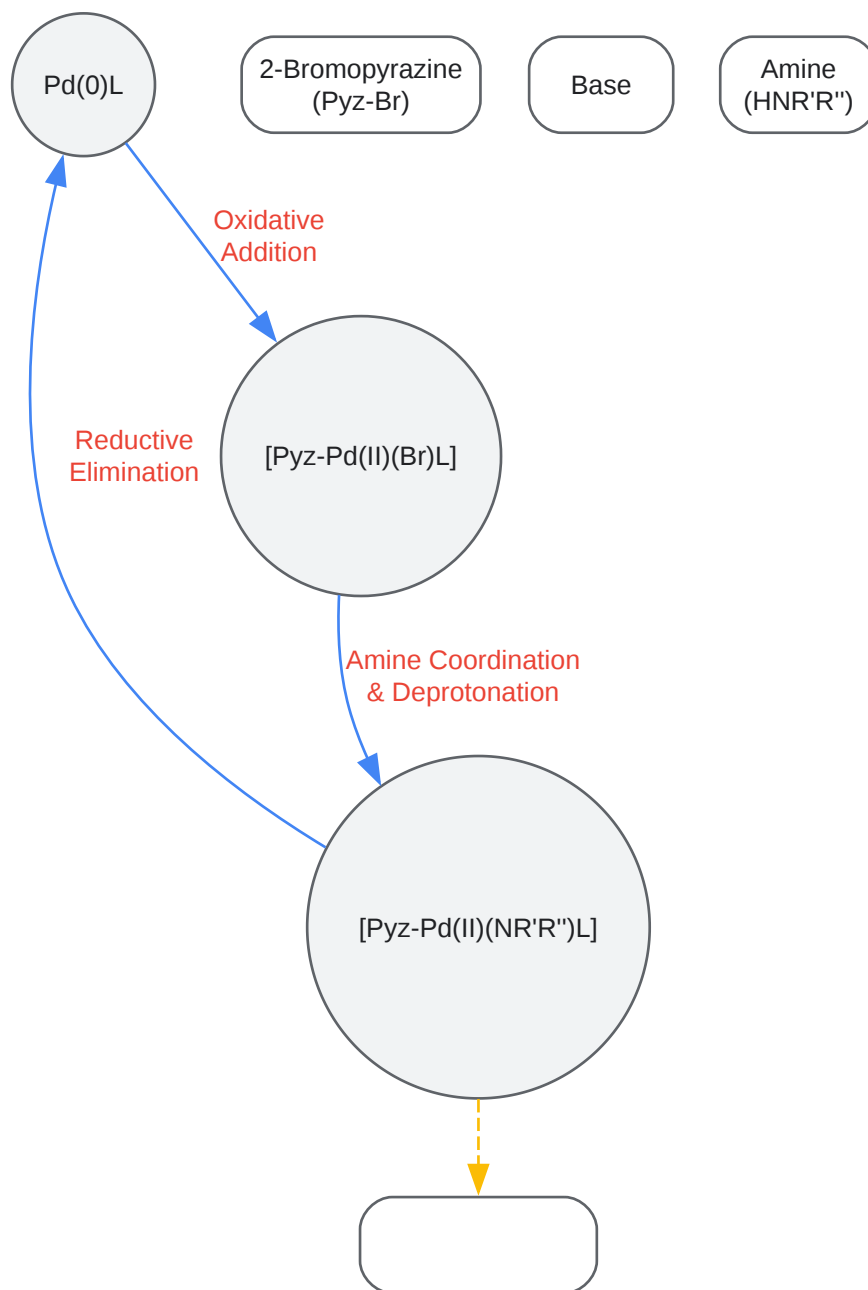 Pd(0)L
2-Bromopyrazine
(Pyz-Br)
Base
Amine
(HNR'R'')
Oxidative
Addition
[Pyz-Pd(II)(Br)L]
Reductive
Elimination
Amine Coordination
& Deprotonation
[Pyz-Pd(II)(NR'R'')L]